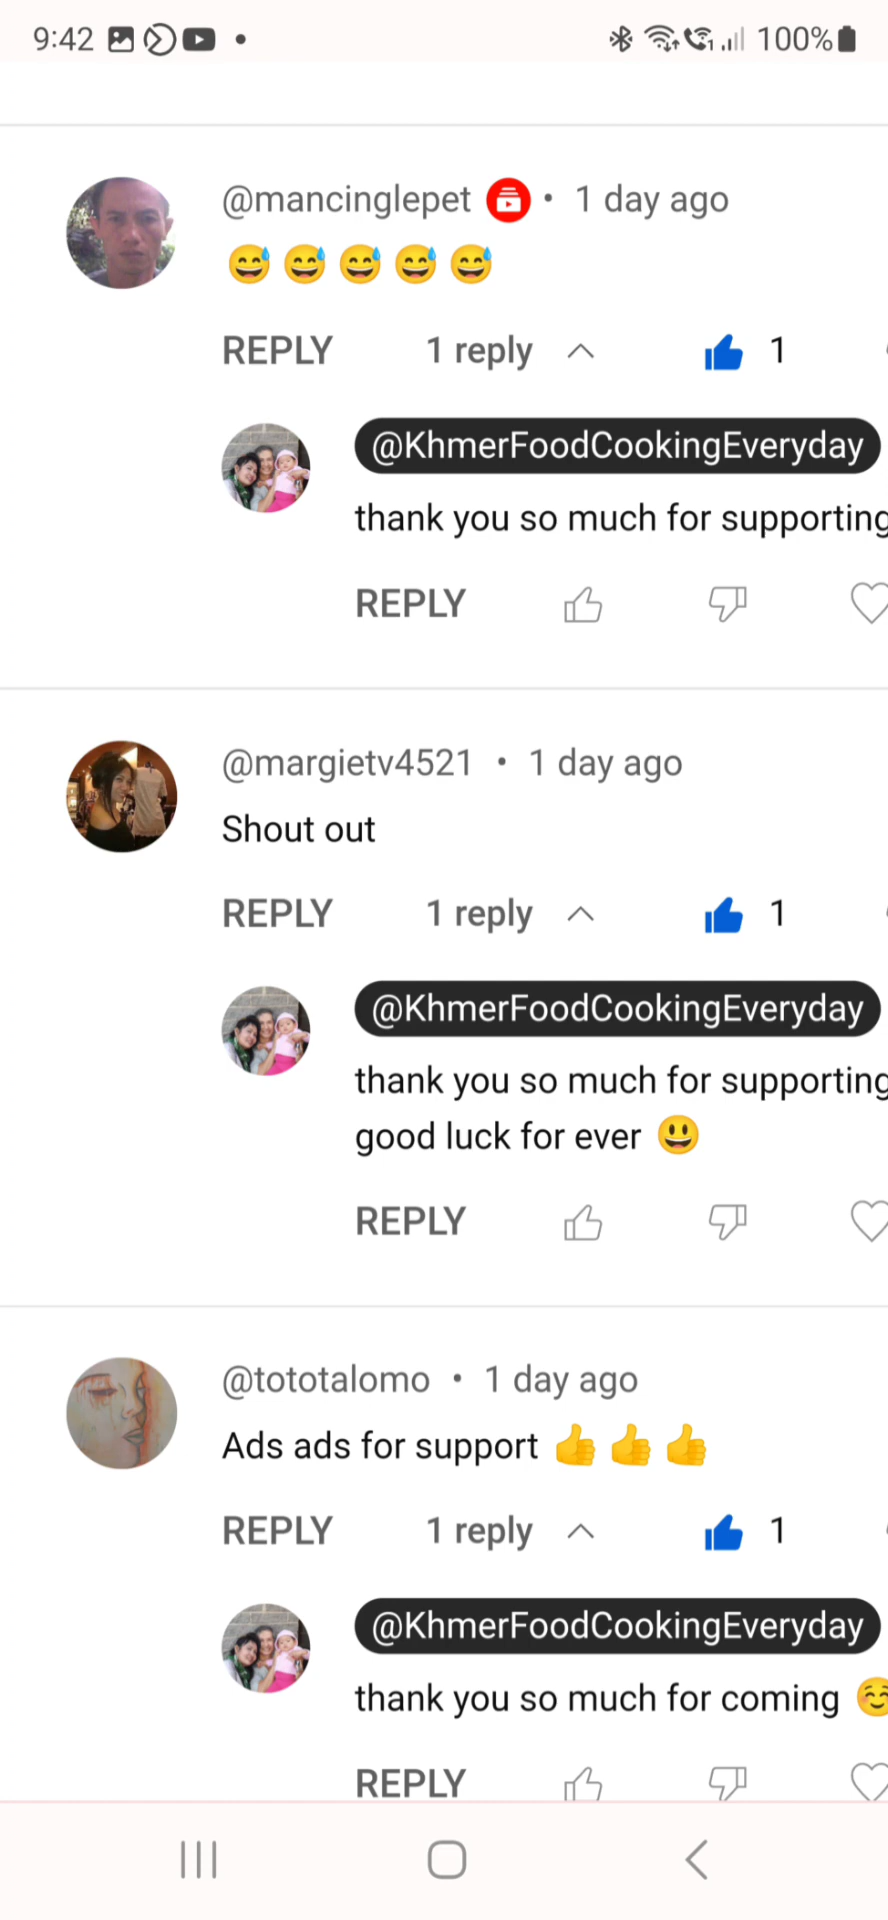 9:42 100%
@mancinglepet • 1 day ago
😅😅😅😅😅
REPLY 1 reply 1
@KhmerFoodCookingEveryday
thank you so much for supporting
REPLY
@margietv4521 • 1 day ago
Shout out
REPLY 1 reply 1
@KhmerFoodCookingEveryday
thank you so much for supporting
good luck for ever 😃
REPLY
@tototalomo • 1 day ago
Ads ads for support 👍👍👍
REPLY 1 reply 1
@KhmerFoodCookingEveryday
thank you so much for coming ☺️
REPLY